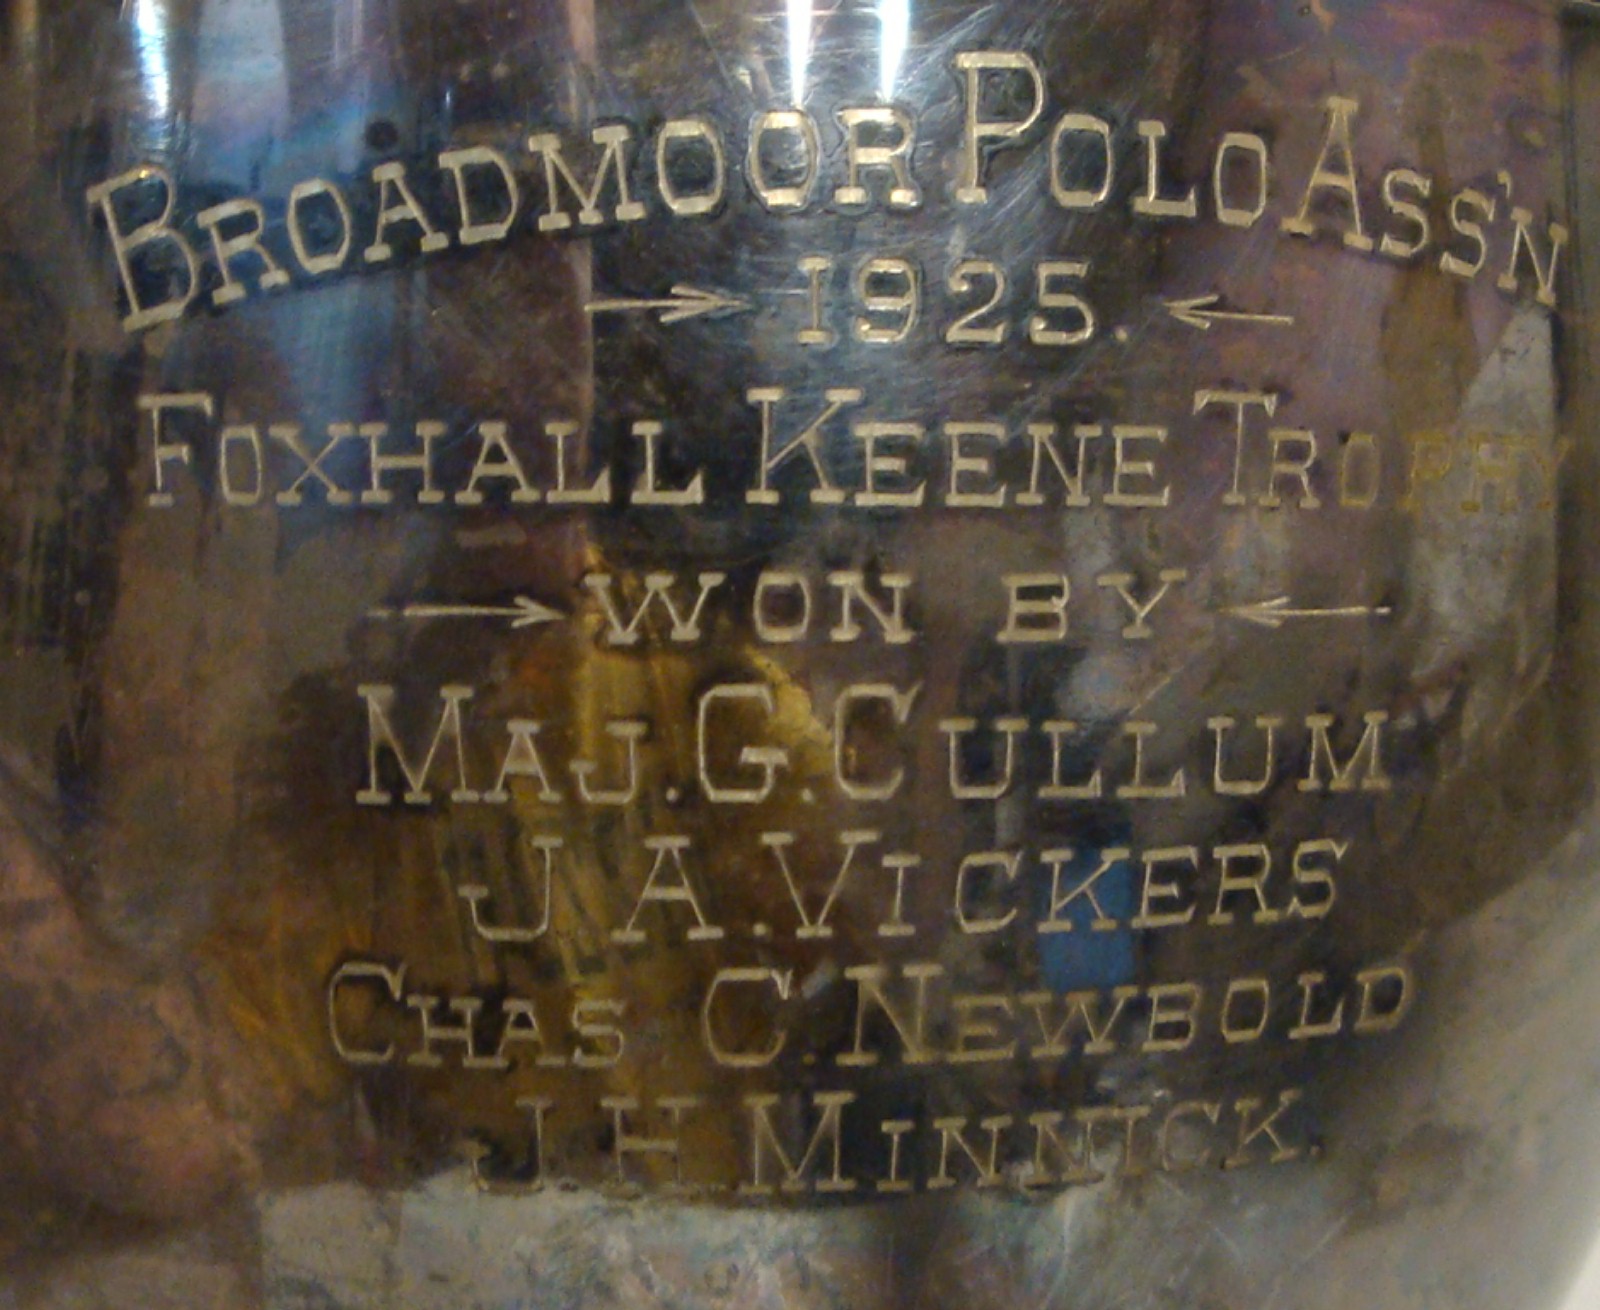 BROADMOOR POLO ASS'N
→ 1925. ←
FOXHALL KEENE TROPHY
→ WON BY ←
MAJ. G. CULLUM
J A. VICKERS
CHAS C. NEWBOLD
J. H MINNICK.